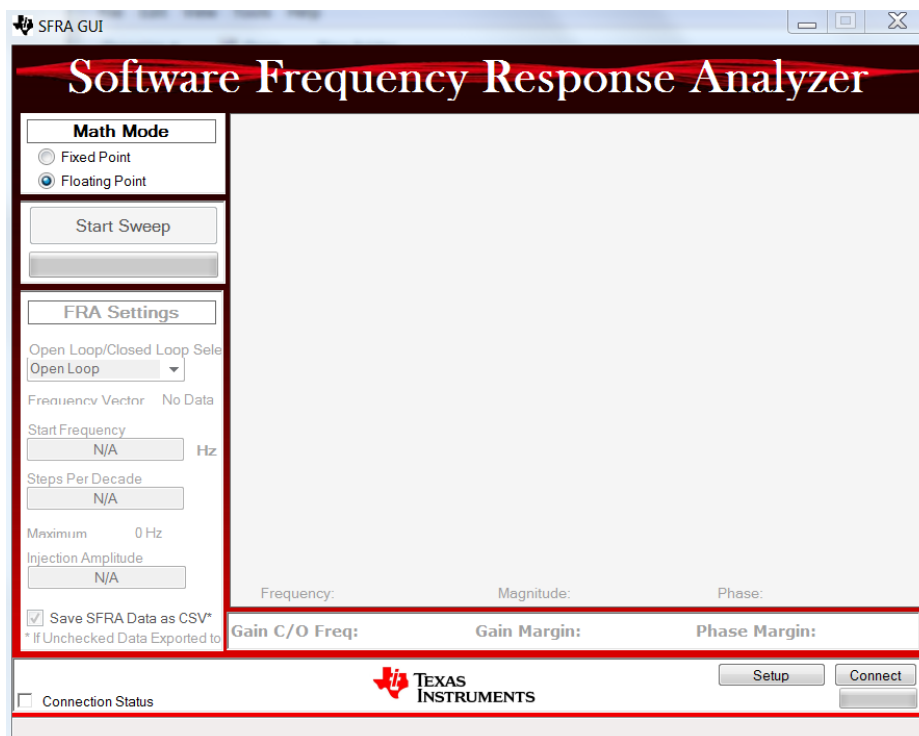 SFRA GUI
Software Frequency Response Analyzer
Math Mode
Fixed Point
Floating Point
Start Sweep
FRA Settings
Open Loop/Closed Loop Sele
Open Loop
Frequency Vector No Data
Start Frequency
N/A Hz
Steps Per Decade
N/A
Maximum 0 Hz
Injection Amplitude
N/A
Save SFRA Data as CSV*
* If Unchecked Data Exported to
Frequency: Magnitude: Phase:
Gain C/O Freq: Gain Margin: Phase Margin:
TEXAS
INSTRUMENTS
Setup Connect
Connection Status